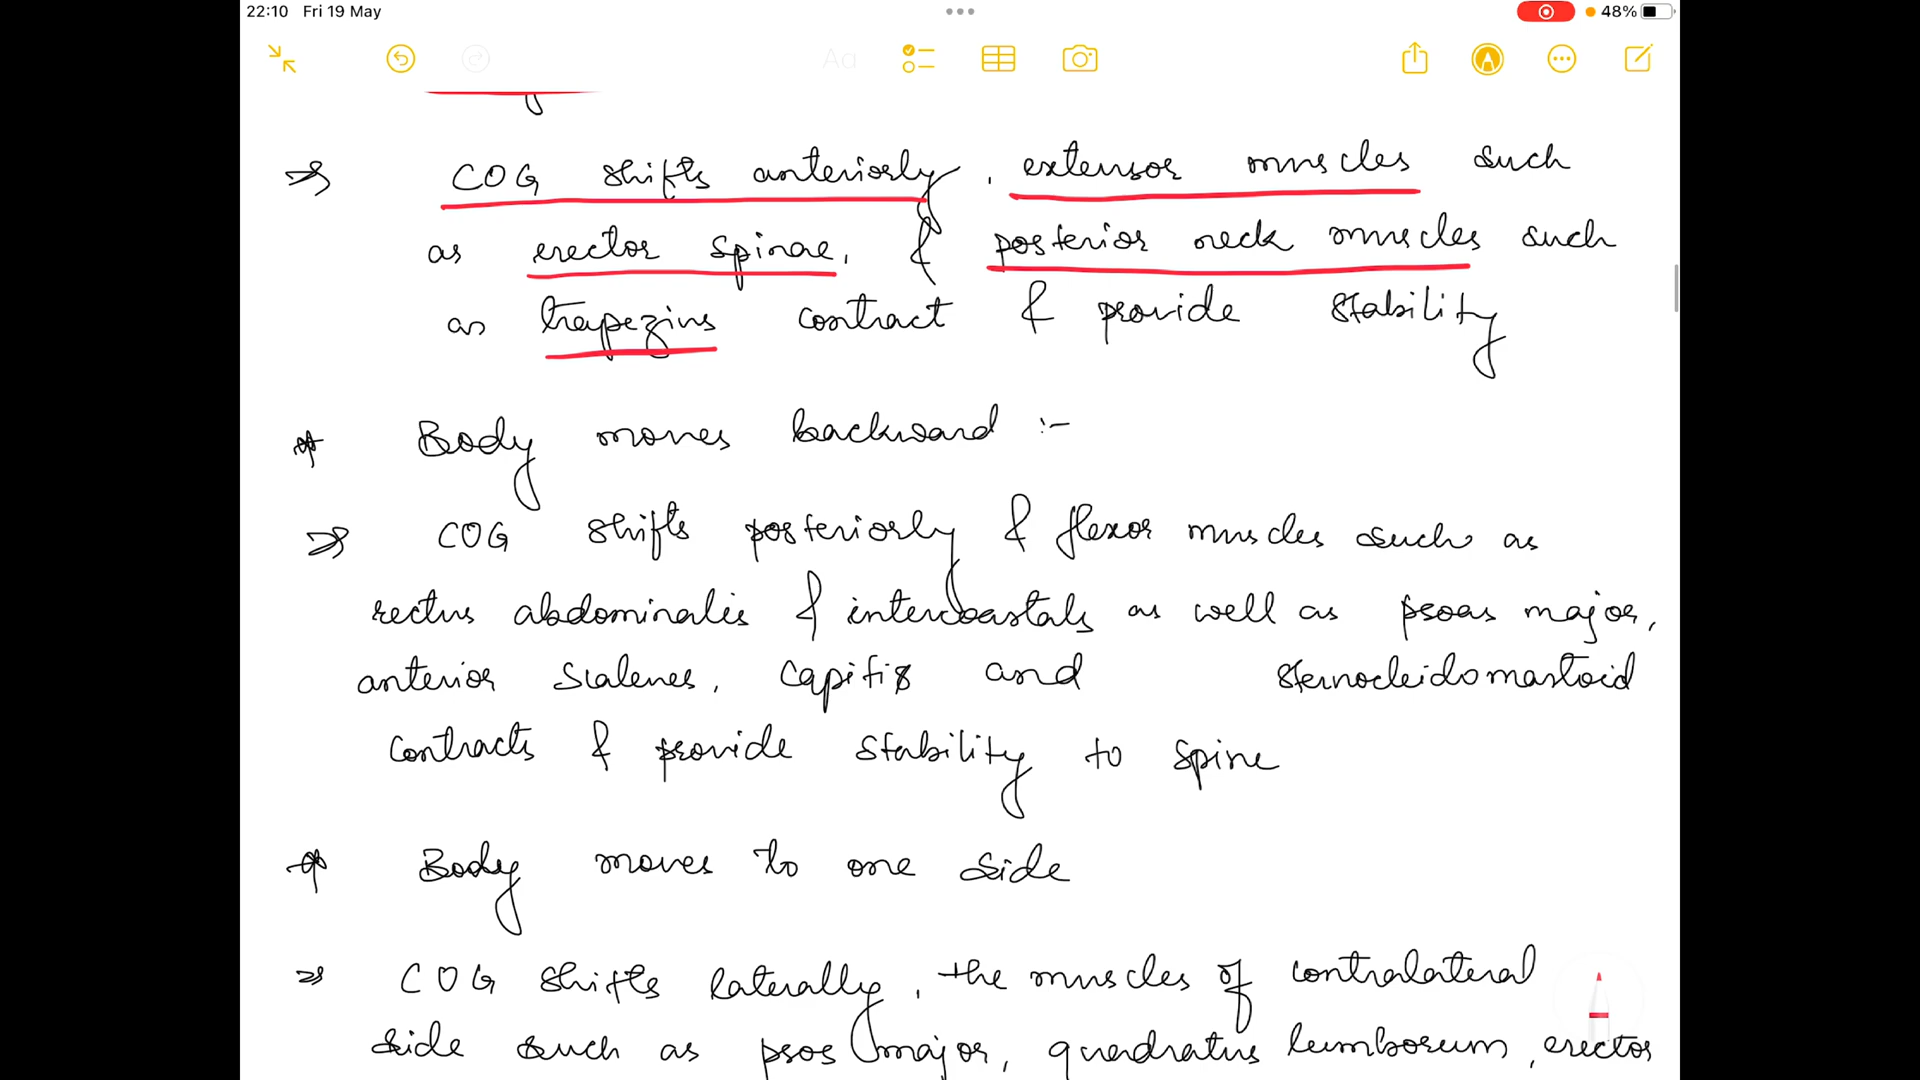 22:10 Fri 19 May 48%
Aa
⇒ COG shifts anteriorly, extensor muscles such
as erector spinae, & posterior neck muscles such
as trapezius contract & provide stability
* Body moves backward :-
⇒ COG shifts posteriorly & flexor muscles such as
rectus abdominalis & intercoastals as well as psoas major,
anterior scalenes, capitis and sternocleidomastoid
contracts & provide stability to spine
* Body moves to one side
⇒ COG shifts laterally, the muscles of contralateral
side such as psos major, quadratus lumborum, erector